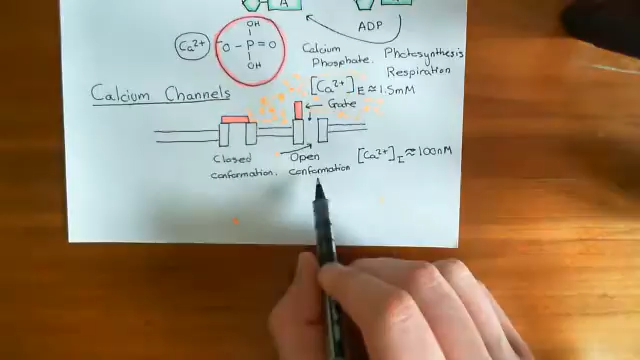 A
ADP
OH
Ca2+
-O - P = O
OH
Calcium
Phosphate.
Photosynthesis
Respiration
Calcium Channels
[Ca2+]E ≈ 1.5mM
Gate
Closed
conformation.
Open
conformation
[Ca2+]I ≈ 100nM